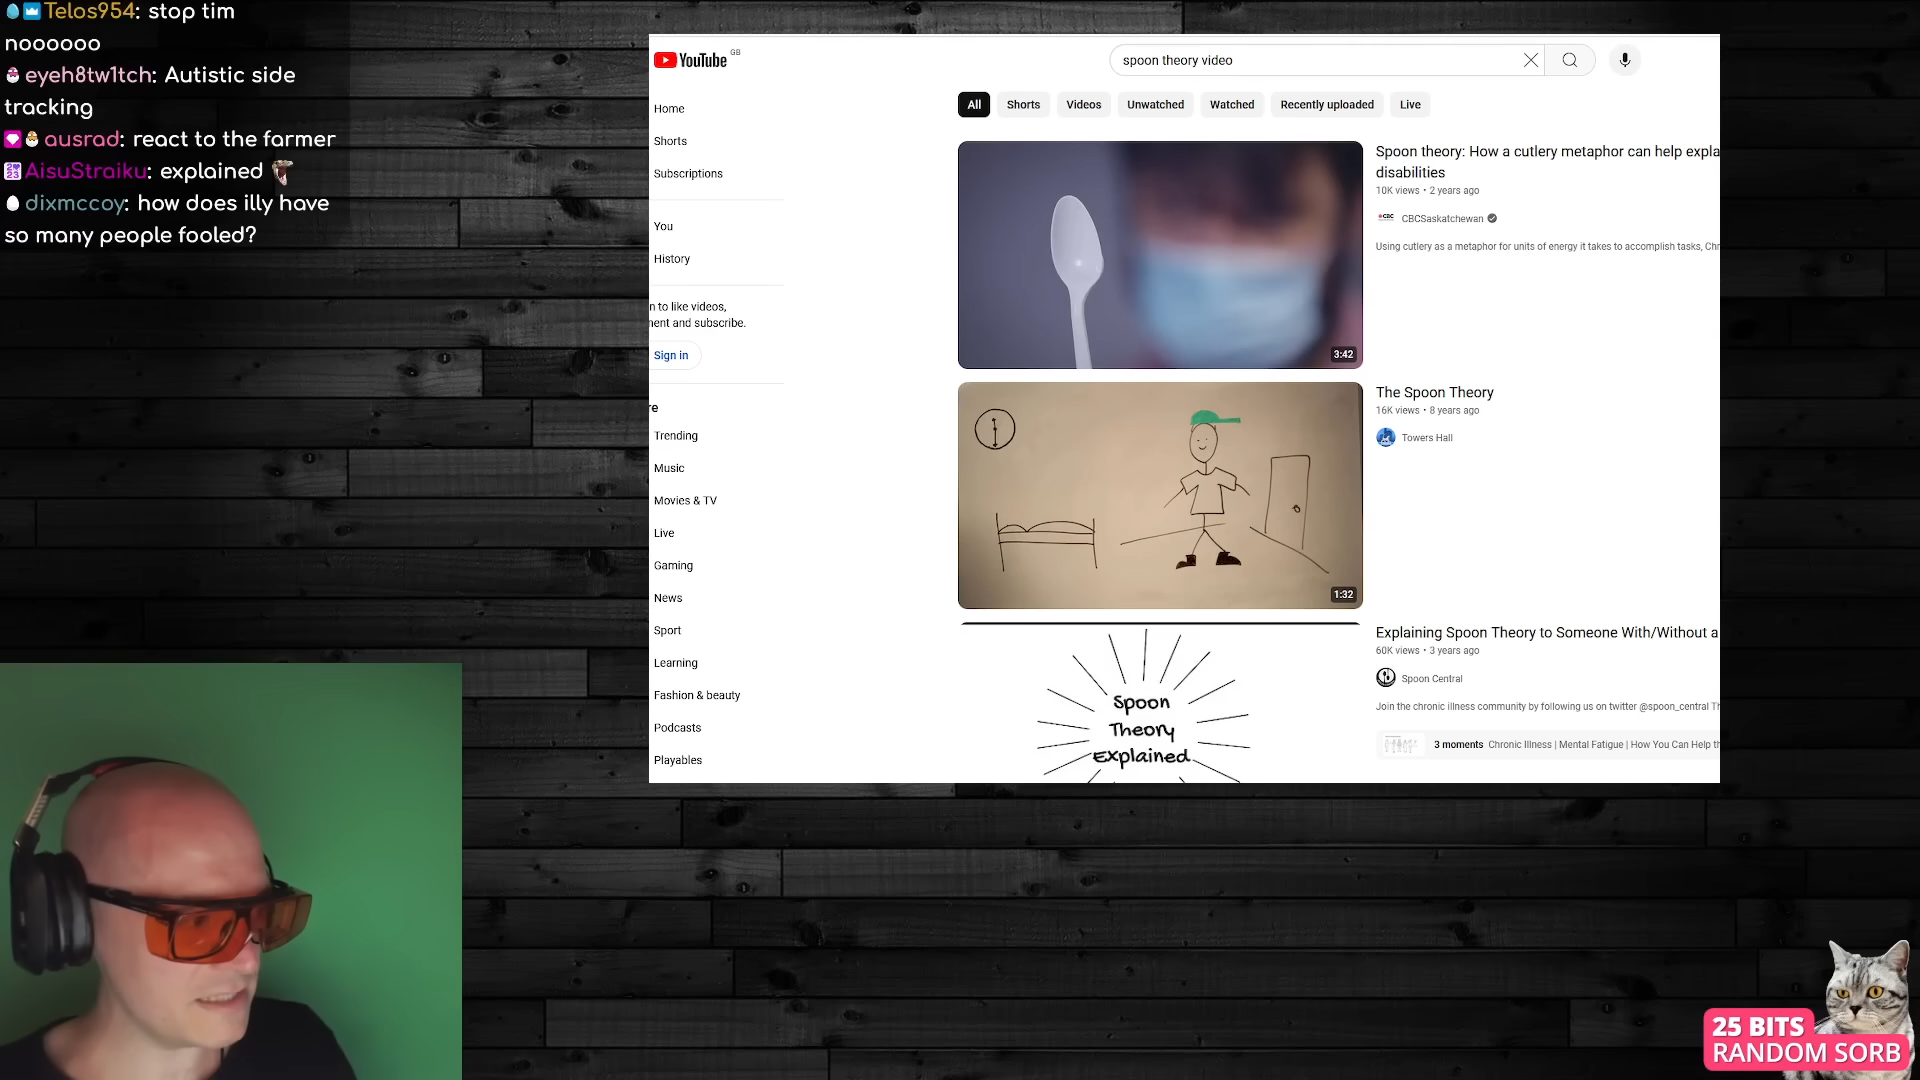 Telos954: stop tim
noooooo
eyeh8tw1tch: Autistic side
tracking
ausrad: react to the farmer
AisuStraiku: explained
dixmccoy: how does illy have
so many people fooled?
YouTube GB
spoon theory video
All
Shorts
Videos
Unwatched
Watched
Recently uploaded
Live
Home
Shorts
Subscriptions
You
History
n to like videos,
ment and subscribe.
Sign in
re
Trending
Music
Movies & TV
Live
Gaming
News
Sport
Learning
Fashion & beauty
Podcasts
Playables
3:42
Spoon theory: How a cutlery metaphor can help expla
disabilities
10K views • 2 years ago
CBC CBCSaskatchewan
Using cutlery as a metaphor for units of energy it takes to accomplish tasks, Chr
1:32
The Spoon Theory
16K views • 8 years ago
Towers Hall
Spoon
Theory
Explained
Explaining Spoon Theory to Someone With/Without a
60K views • 3 years ago
Spoon Central
Join the chronic illness community by following us on twitter @spoon_central Th
3 moments Chronic Illness | Mental Fatigue | How You Can Help th
25 BITS
RANDOM SORB